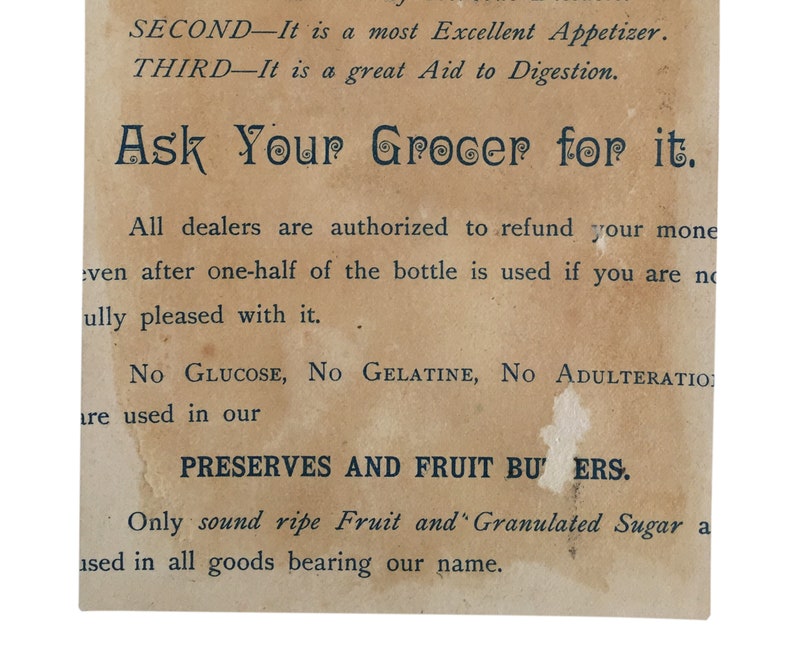 SECOND—It is a most Excellent Appetizer.
THIRD—It is a great Aid to Digestion.
Ask Your Grocer for it.
All dealers are authorized to refund your mone
even after one-half of the bottle is used if you are no
ully pleased with it.
No Glucose, No Gelatine, No Adulteration
are used in our
PRESERVES AND FRUIT BU ERS.
Only sound ripe Fruit and Granulated Sugar a
used in all goods bearing our name.